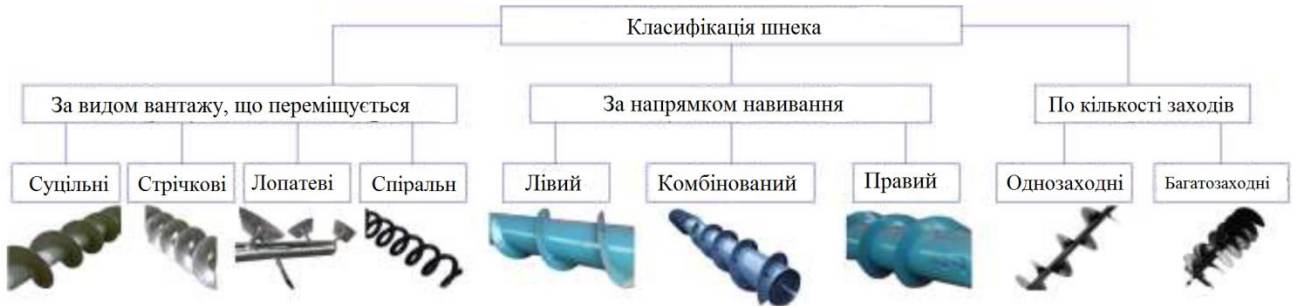 Класифікація шнека
За видом вантажу, що переміщується
За напрямком навивання
По кількості заходів
Суцільні
Стрічкові
Лопатеві
Спіральн
Лівий
Комбінований
Правий
Однозаходні
Багатозаходні